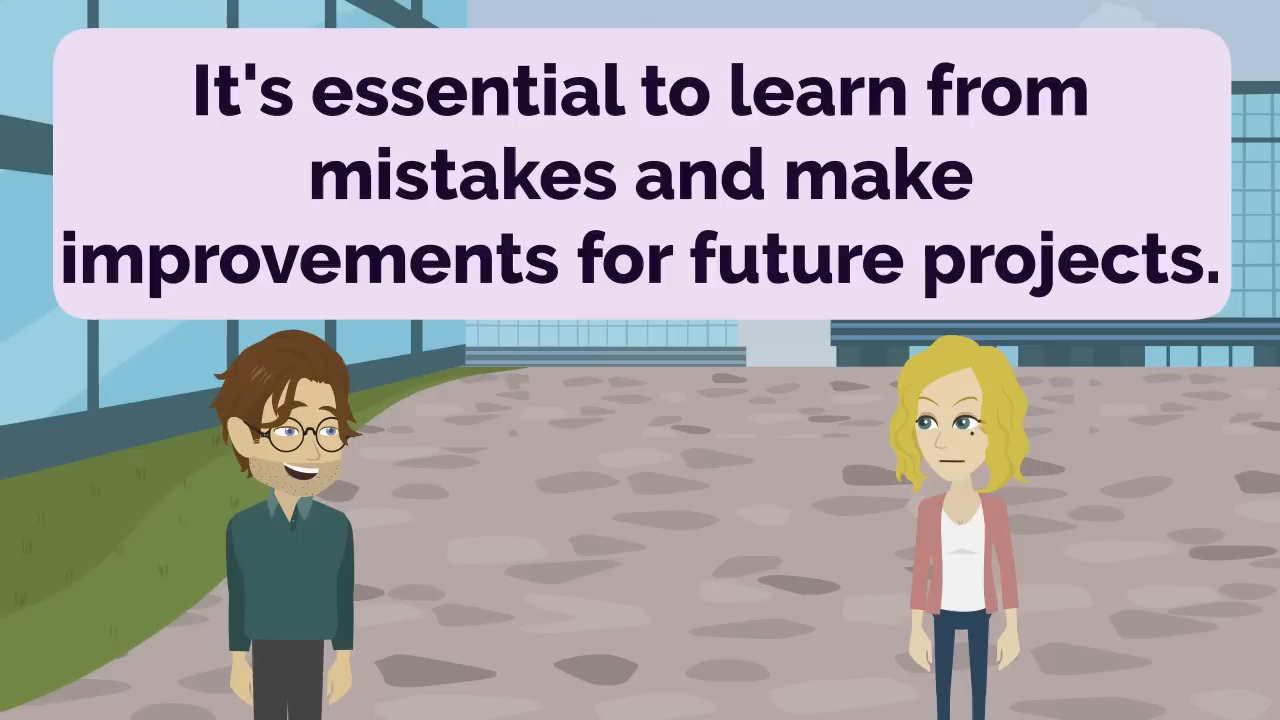 It's essential to learn from
mistakes and make
improvements for future projects.